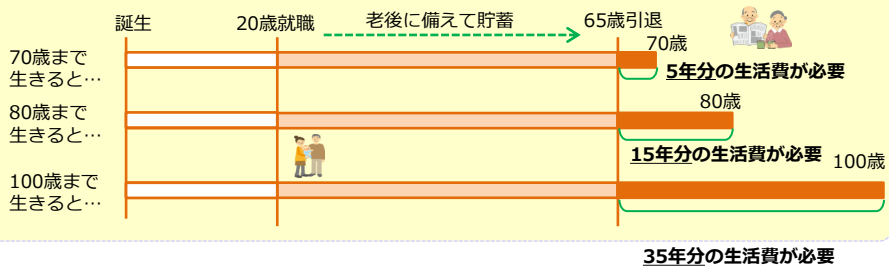 誕生
20歳就職
老後に備えて貯蓄
65歳引退
70歳まで
生きると…
70歳
5年分の生活費が必要
80歳まで
生きると…
80歳
15年分の生活費が必要
100歳まで
生きると…
100歳
35年分の生活費が必要